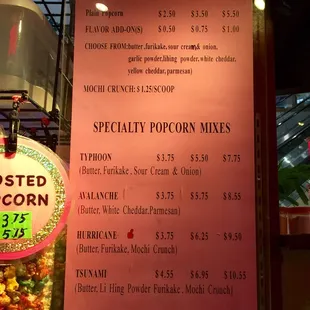 Plain Popcorn $2.50 $3.50 $5.50
FLAVOR ADD-ON(S) $0.50 $0.75 $1.00
CHOOSE FROM:butter,furikake,sour cream& onion,
garlic powder,lihing powder,white cheddar,
yellow cheddar,parmesan)
MOCHI CRUNCH: $1.25/SCOOP
SPECIALTY POPCORN MIXES
TYPHOON $3.75 $5.50 $7.75
(Butter, Furikake, Sour Cream & Onion)
AVALANCHE $3.75 $5.75 $8.55
(Butter, White Cheddar,Parmesan)
HURRICANE $3.75 $6.25 $9.50
(Butter, Furikake, Mochi Crunch)
TSUNAMI $4.55 $6.95 $10.55
(Butter, Li Hing Powder Furikake, Mochi Crunch)
OSTED
PCORN
3.75
5.15